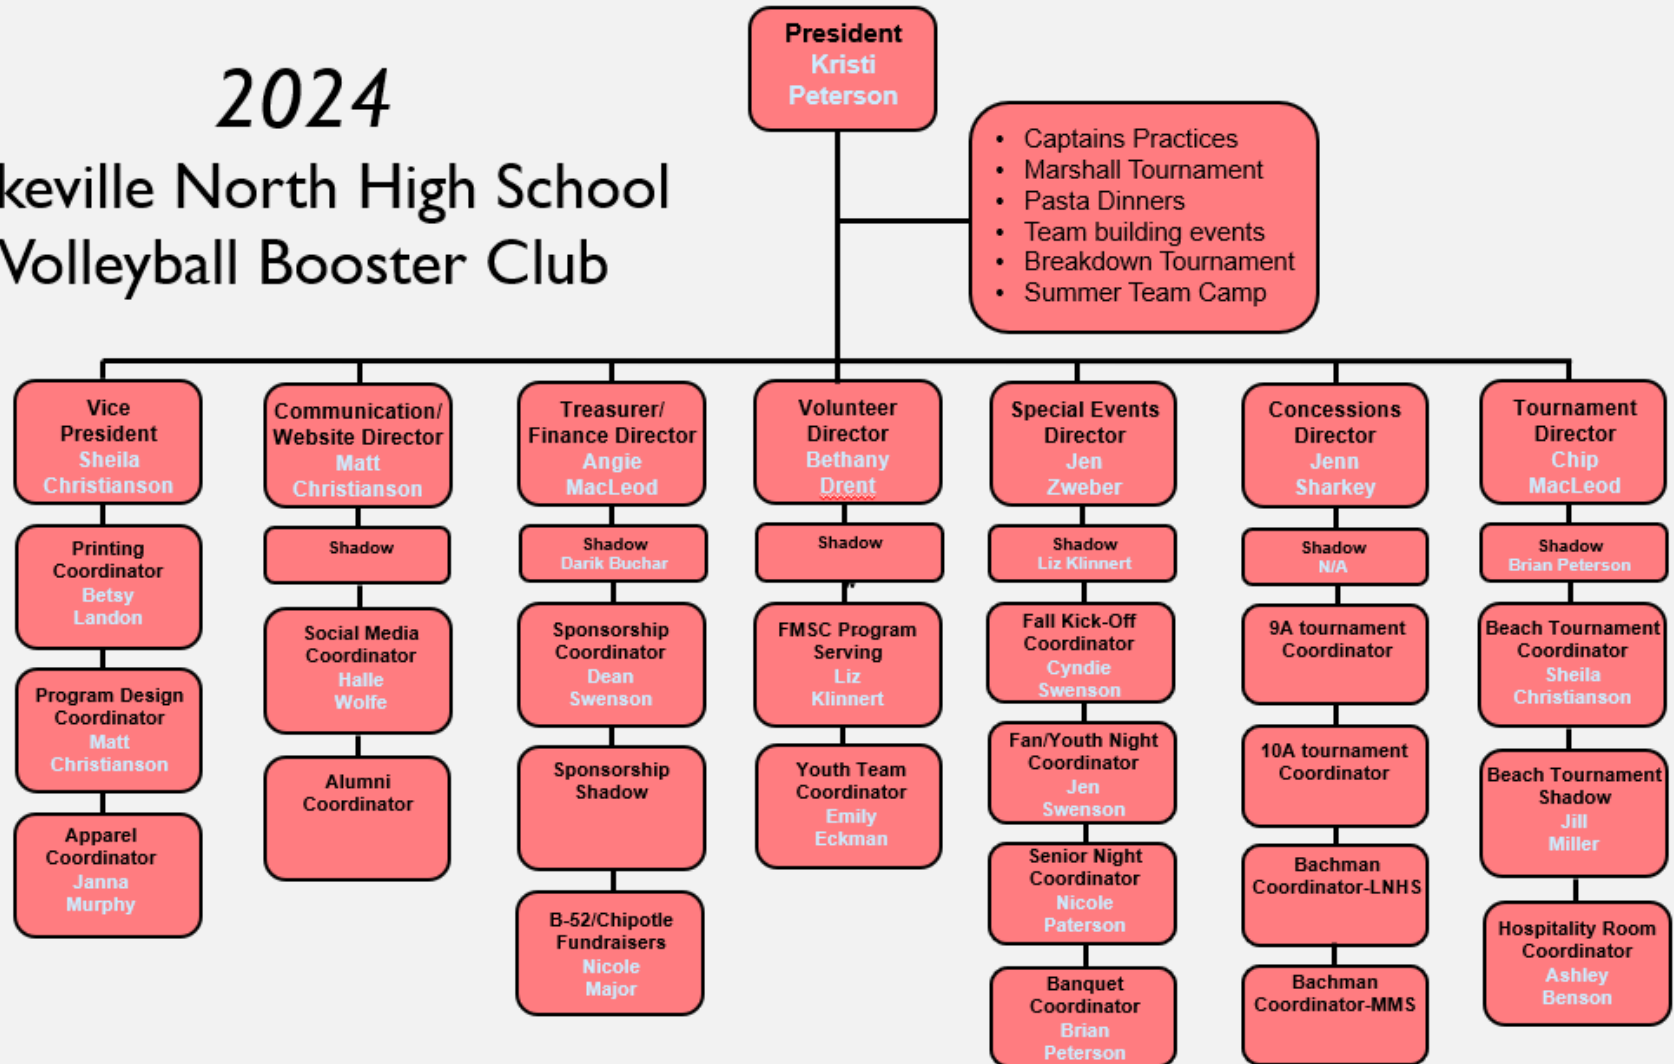 2024
keville North High School
Volleyball Booster Club
President
Kristi
Peterson
• Captains Practices
• Marshall Tournament
• Pasta Dinners
• Team building events
• Breakdown Tournament
• Summer Team Camp
Vice
President
Sheila
Christianson
Printing
Coordinator
Betsy
Landon
Program Design
Coordinator
Matt
Christianson
Apparel
Coordinator
Janna
Murphy
Communication/
Website Director
Matt
Christianson
Shadow
Social Media
Coordinator
Halle
Wolfe
Alumni
Coordinator
Treasurer/
Finance Director
Angie
MacLeod
Shadow
Darik Buchar
Sponsorship
Coordinator
Dean
Swenson
Sponsorship
Shadow
B-52/Chipotle
Fundraisers
Nicole
Major
Volunteer
Director
Bethany
Drent
Shadow
FMSC Program
Serving
Liz
Klinnert
Youth Team
Coordinator
Emily
Eckman
Special Events
Director
Jen
Zweber
Shadow
Liz Klinnert
Fall Kick-Off
Coordinator
Cyndie
Swenson
Fan/Youth Night
Coordinator
Jen
Swenson
Senior Night
Coordinator
Nicole
Paterson
Banquet
Coordinator
Brian
Peterson
Concessions
Director
Jenn
Sharkey
Shadow
N/A
9A tournament
Coordinator
10A tournament
Coordinator
Bachman
Coordinator-LNHS
Bachman
Coordinator-MMS
Tournament
Director
Chip
MacLeod
Shadow
Brian Peterson
Beach Tournament
Coordinator
Sheila
Christianson
Beach Tournament
Shadow
Jill
Miller
Hospitality Room
Coordinator
Ashley
Benson